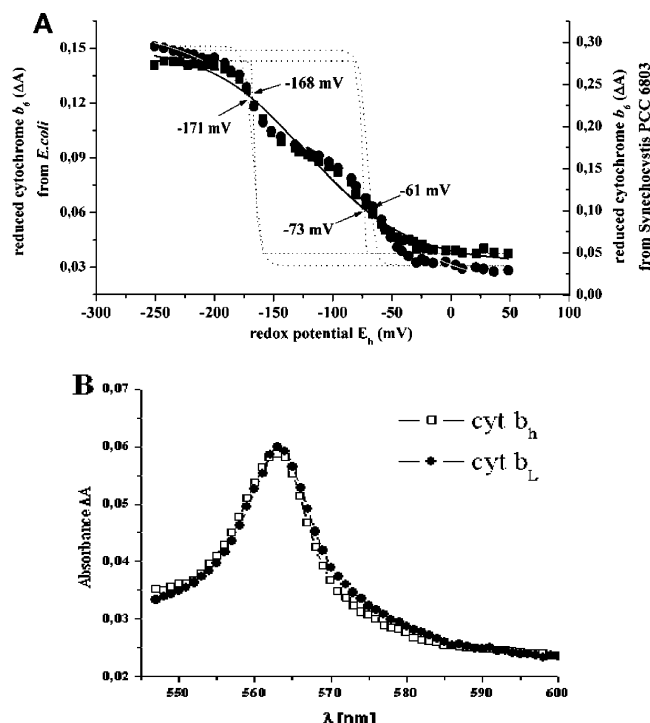 A
reduced cytochrome b₆ (ΔA)
from E.coli
0,15
0,12
0,09
0,06
0,03
-168 mV
-171 mV
-61 mV
-73 mV
0,30
0,25
0,20
0,15
0,10
0,05
0,00
reduced cytochrome b₆ (ΔA)
from Synechocystis PCC 6803
-300 -250 -200 -150 -100 -50 0 50 100
redox potential Eₕ (mV)
B
Absorbance ΔA
0,07
0,06
0,05
0,04
0,03
0,02
cyt bₕ
cyt b_L
550 560 570 580 590 600
λ [nm]